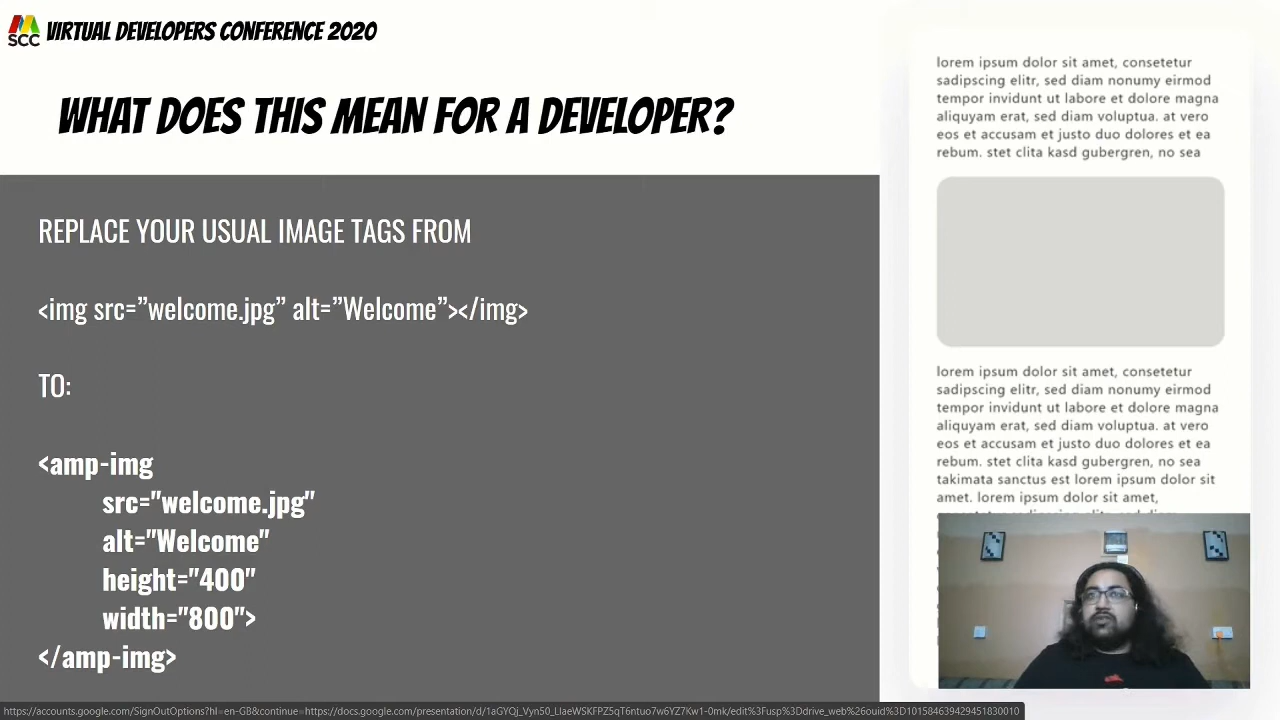 SCC VIRTUAL DEVELOPERS CONFERENCE 2020
WHAT DOES THIS MEAN FOR A DEVELOPER?
REPLACE YOUR USUAL IMAGE TAGS FROM
<img src=”welcome.jpg” alt=”Welcome”></img>
TO:
<amp-img
src="welcome.jpg"
alt="Welcome"
height="400"
width="800">
</amp-img>
lorem ipsum dolor sit amet, consetetur
sadipscing elitr, sed diam nonumy eirmod
tempor invidunt ut labore et dolore magna
aliquyam erat, sed diam voluptua. at vero
eos et accusam et justo duo dolores et ea
rebum. stet clita kasd gubergren, no sea
lorem ipsum dolor sit amet, consetetur
sadipscing elitr, sed diam nonumy eirmod
tempor invidunt ut labore et dolore magna
aliquyam erat, sed diam voluptua. at vero
eos et accusam et justo duo dolores et ea
rebum. stet clita kasd gubergren, no sea
takimata sanctus est lorem ipsum dolor sit
amet. lorem ipsum dolor sit amet,